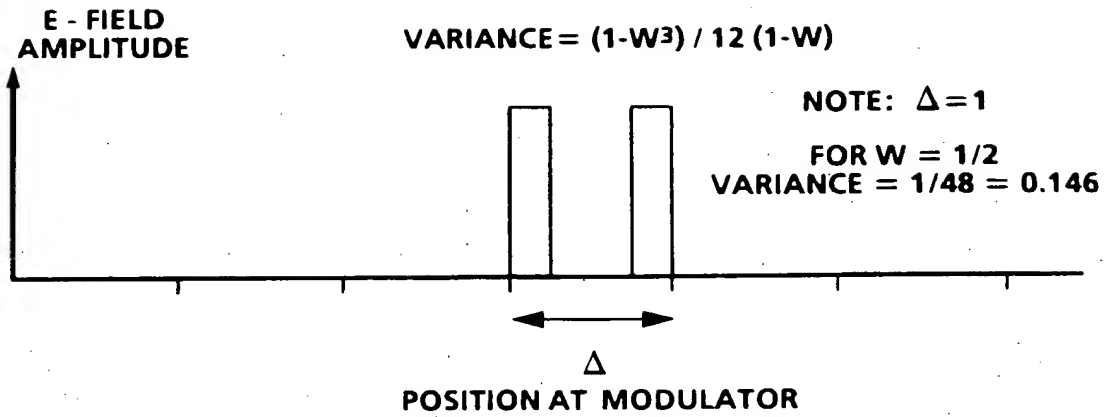 E - FIELD
AMPLITUDE
VARIANCE = (1-W³) / 12 (1-W)
NOTE: Δ = 1
FOR W = 1/2
VARIANCE = 1/48 = 0.146
Δ
POSITION AT MODULATOR